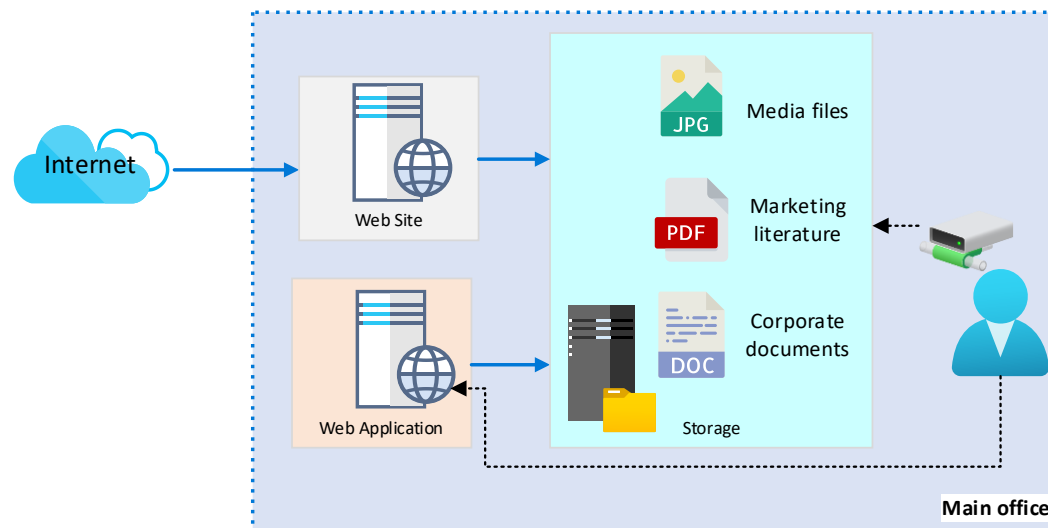 JPG
Media files
Internet
Web Site
Marketing
literature
PDF
Corporate
documents
DOC
Web Application
Storage
Main office